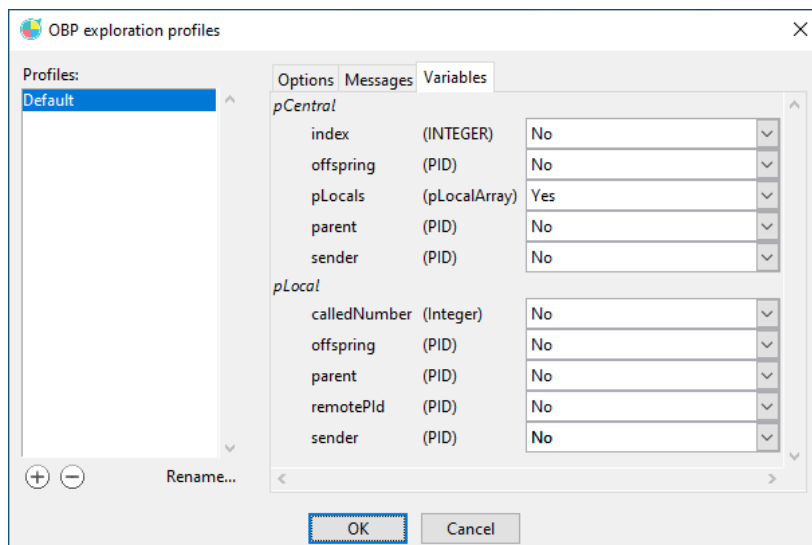 OBP exploration profiles
Profiles:
Default
Rename...
Options Messages Variables
pCentral
index (INTEGER) No
offspring (PID) No
pLocals (pLocalArray) Yes
parent (PID) No
sender (PID) No
pLocal
calledNumber (Integer) No
offspring (PID) No
parent (PID) No
remotePId (PID) No
sender (PID) No
OK Cancel